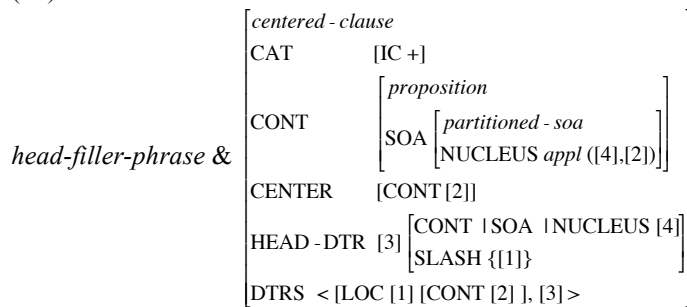 centered - clause
CAT [IC +]
proposition
CONT
partitioned - soa
SOA
NUCLEUS appl ([4],[2])
head-filler-phrase &
CENTER [CONT [2]]
HEAD - DTR [3] [CONT | SOA | NUCLEUS [4]
SLASH {[1]}]
DTRS < [LOC [1] [CONT [2] ], [3] >